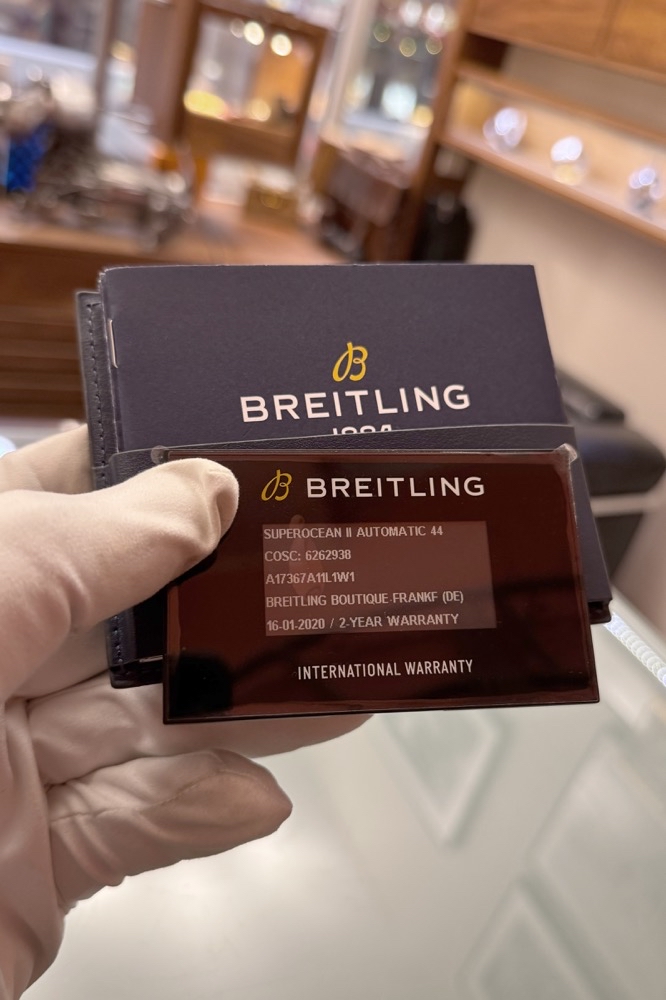 BREITLING
1884
BREITLING
SUPEROCEAN II AUTOMATIC 44
COSC: 6262938
A17367A11L1W1
BREITLING BOUTIQUE FRANKF (DE)
16-01-2020 / 2-YEAR WARRANTY
INTERNATIONAL WARRANTY